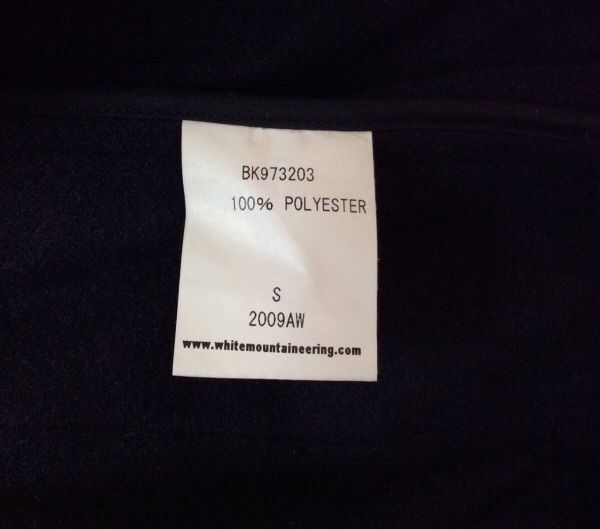 BK973203
100% POLYESTER
S
2009AW
www.whitemountaineering.com